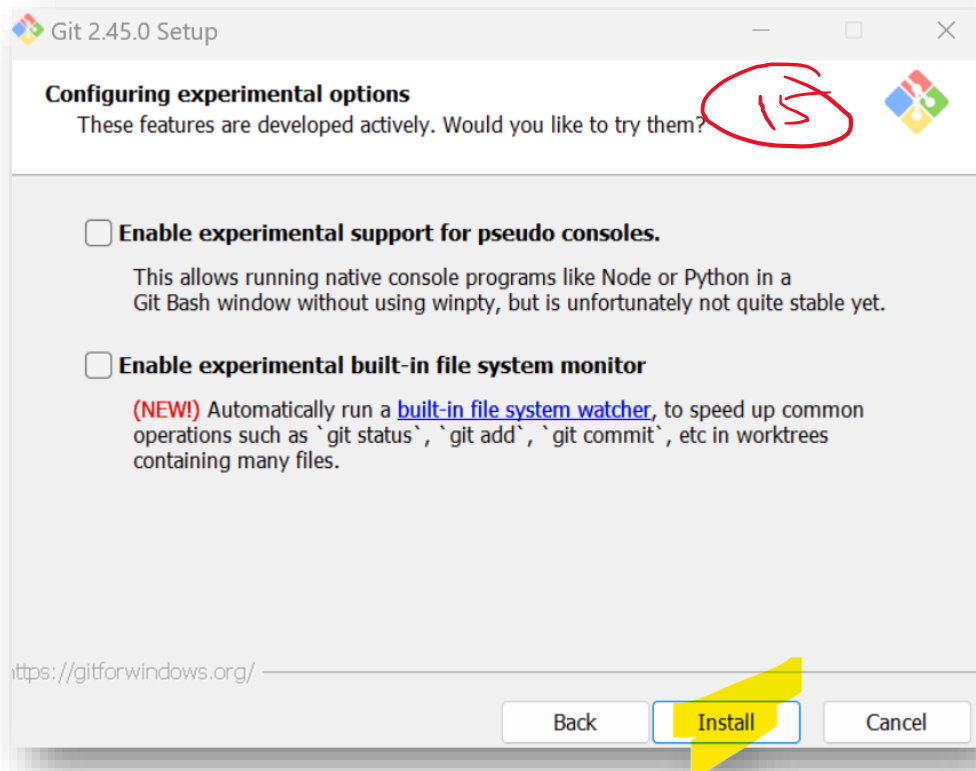 Git 2.45.0 Setup
Configuring experimental options
These features are developed actively. Would you like to try them?
15
Enable experimental support for pseudo consoles.
This allows running native console programs like Node or Python in a
Git Bash window without using winpty, but is unfortunately not quite stable yet.
Enable experimental built-in file system monitor
(NEW!) Automatically run a built-in file system watcher, to speed up common
operations such as `git status`, `git add`, `git commit`, etc in worktrees
containing many files.
ttps://gitforwindows.org/
Back Install Cancel